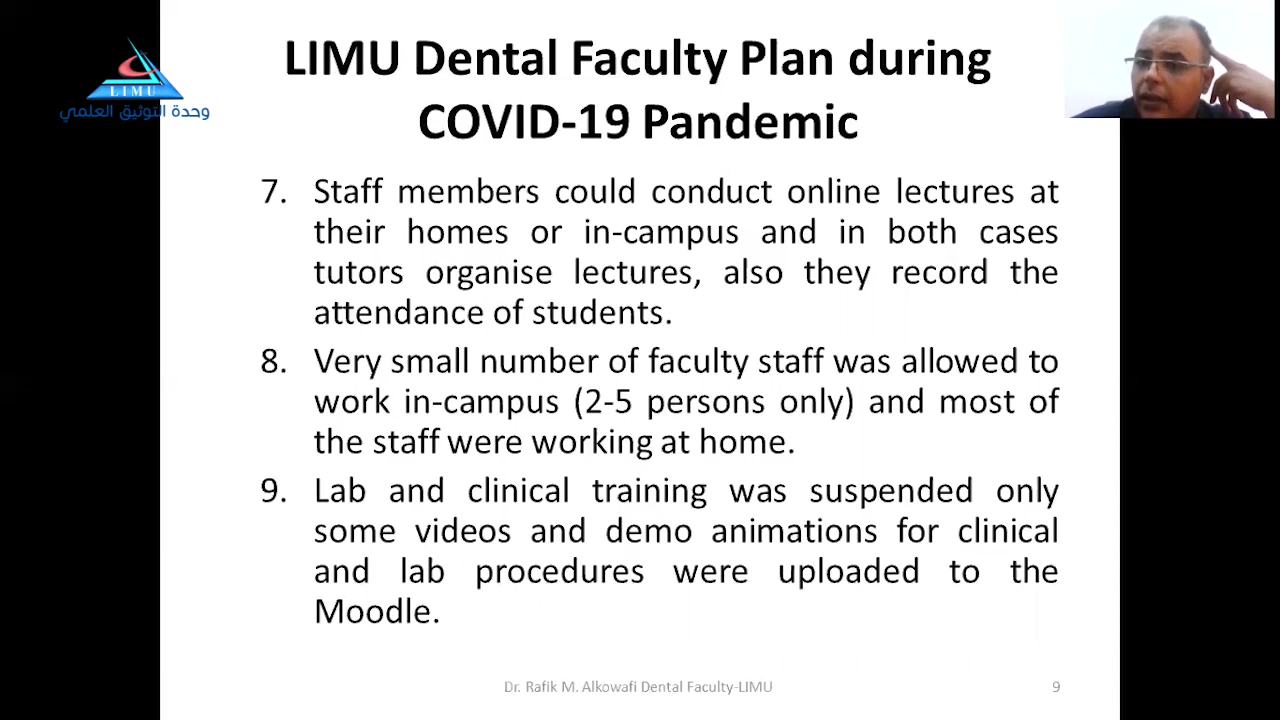 LIMU Dental Faculty Plan during
COVID-19 Pandemic
LIMU
وحدة التوثيق العلمي
7. Staff members could conduct online lectures at
their homes or in-campus and in both cases
tutors organise lectures, also they record the
attendance of students.
8. Very small number of faculty staff was allowed to
work in-campus (2-5 persons only) and most of
the staff were working at home.
9. Lab and clinical training was suspended only
some videos and demo animations for clinical
and lab procedures were uploaded to the
Moodle.
Dr. Rafik M. Alkowafi Dental Faculty-LIMU
9